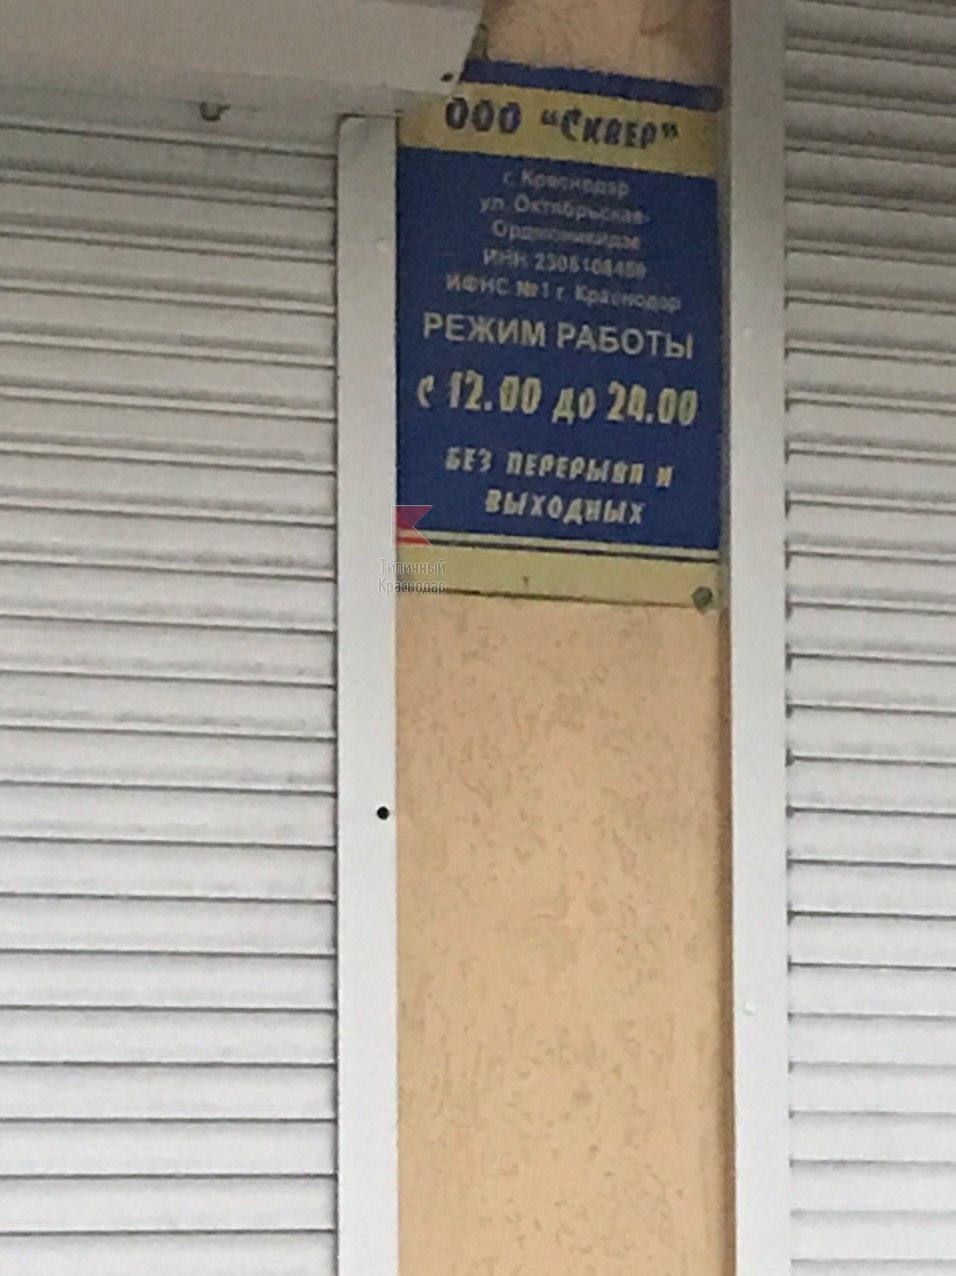 ООО "Сквер"
г. Краснодар
ул. Октябрьская-
Орджоникидзе
ИНН
ИФНС №1 г. Краснодар
РЕЖИМ РАБОТЫ
с 12.00 до 24.00
БЕЗ ПЕРЕРЫВА И
ВЫХОДНЫХ
Типичный
Краснодар